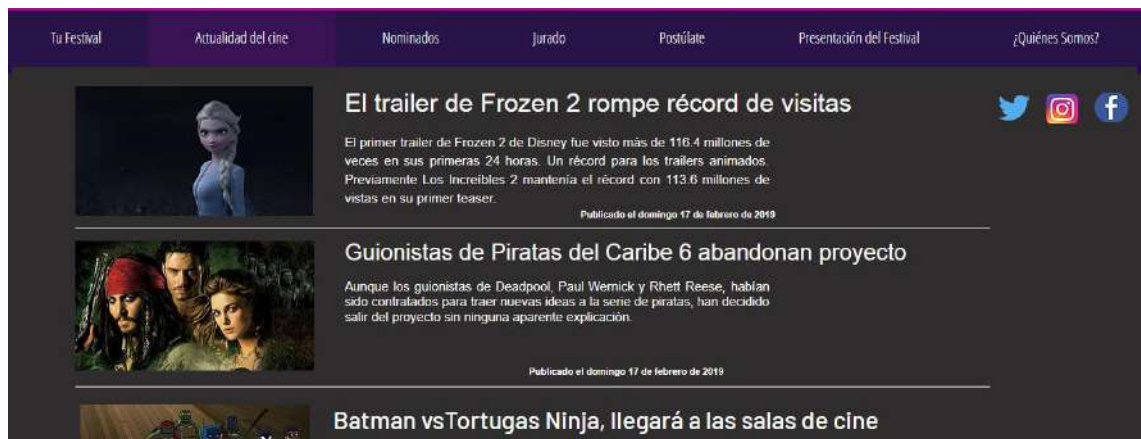 Tu Festival
Actualidad del cine
Nominados
Jurado
Postúlate
Presentación del Festival
¿Quiénes Somos?
El trailer de Frozen 2 rompe récord de visitas
El primer trailer de Frozen 2 de Disney fue visto más de 116.4 millones de
veces en sus primeras 24 horas. Un récord para los trailers animados.
Previamente Los Increíbles 2 mantenía el récord con 113.6 millones de
vistas en su primer teaser.
Publicado el domingo 17 de febrero de 2019
Guionistas de Piratas del Caribe 6 abandonan proyecto
Aunque los guionistas de Deadpool, Paul Wernick y Rhett Reese, habían
sido contratados para traer nuevas ideas a la serie de piratas, han decidido
salir del proyecto sin ninguna aparente explicación.
Publicado el domingo 17 de febrero de 2019
Batman vsTortugas Ninja, llegará a las salas de cine